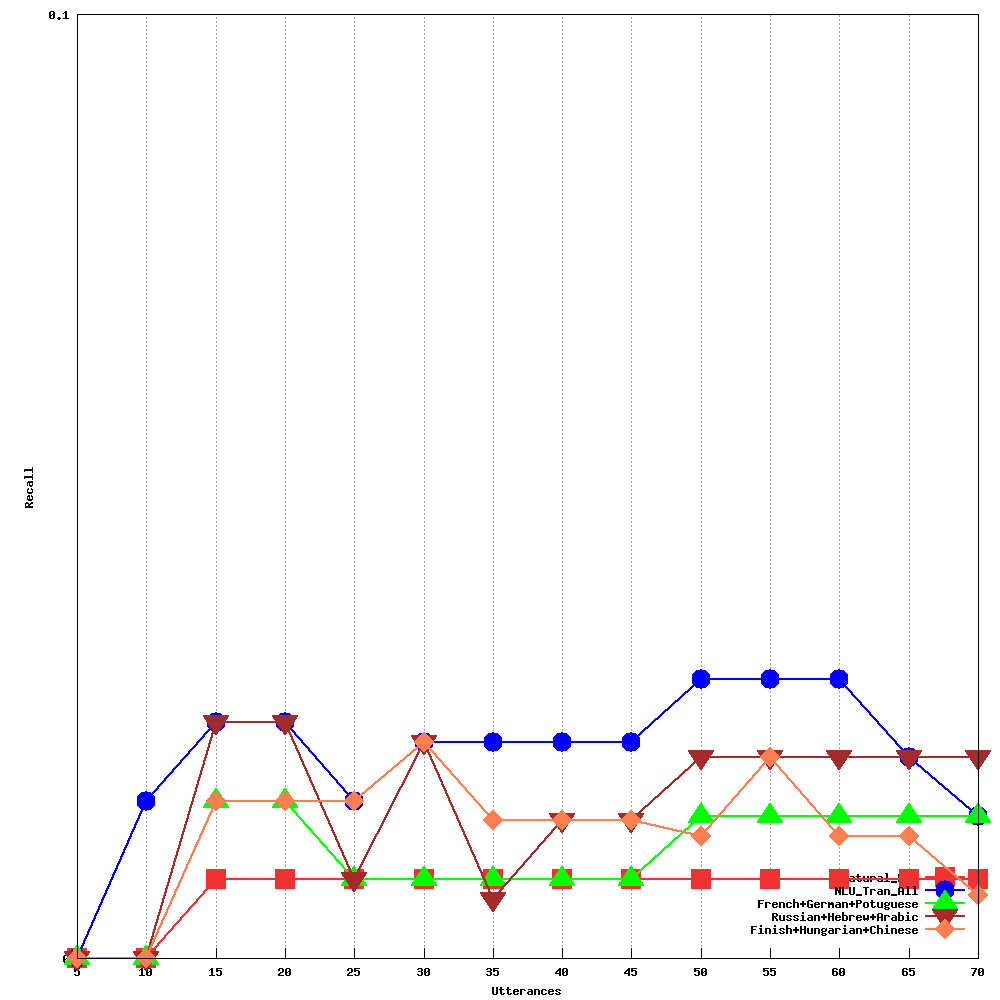 0.1
Recall
0
5 10 15 20 25 30 35 40 45 50 55 60 65 70
Utterances
NLU_Tran_All
French+German+Potuguese
Russian+Hebrew+Arabic
Finish+Hungarian+Chinese